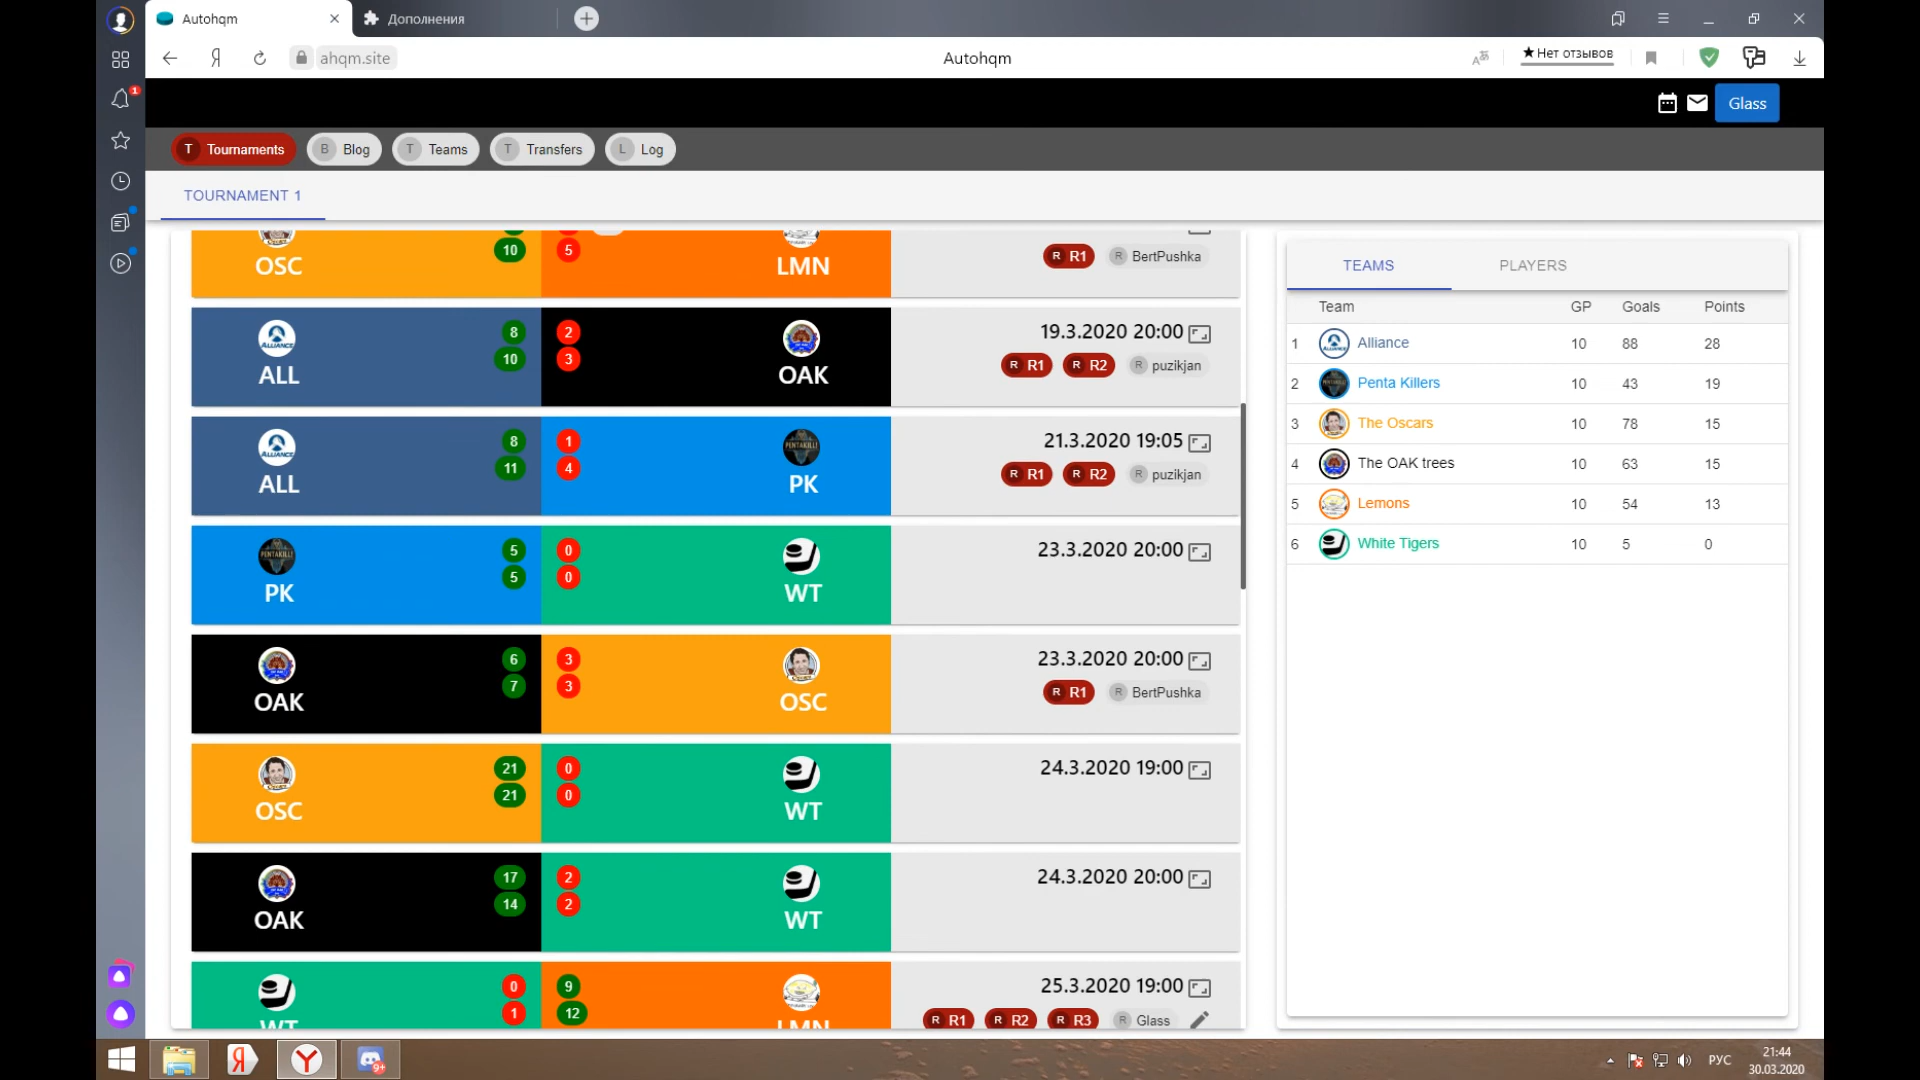 Autohqm
Дополнения
ahqm.site
Autohqm
★Нет отзывов
1
Glass
T Tournaments
B Blog
T Teams
T Transfers
L Log
TOURNAMENT 1
OSC 10 5 LMN
R R1 R BertPushka
ALL 8 10 2 3 OAK
19.3.2020 20:00
R R1 R R2 R puzikjan
ALL 8 11 1 4 PK
21.3.2020 19:05
R R1 R R2 R puzikjan
PK 5 5 0 0 WT
23.3.2020 20:00
OAK 6 7 3 3 OSC
23.3.2020 20:00
R R1 R BertPushka
OSC 21 21 0 0 WT
24.3.2020 19:00
OAK 17 14 2 2 WT
24.3.2020 20:00
WT 0 1 9 12 LMN
25.3.2020 19:00
R R1 R R2 R R3 R Glass
TEAMS PLAYERS
Team GP Goals Points
1 Alliance 10 88 28
2 Penta Killers 10 43 19
3 The Oscars 10 78 15
4 The OAK trees 10 63 15
5 Lemons 10 54 13
6 White Tigers 10 5 0
9+
РУС
21:44
30.03.2020